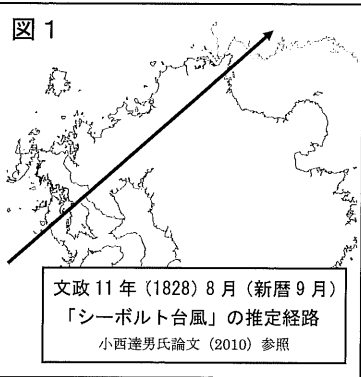 図1
文政11年(1828)8月(新暦9月)
「シーボルト台風」の推定経路
小西達男氏論文(2010)参照